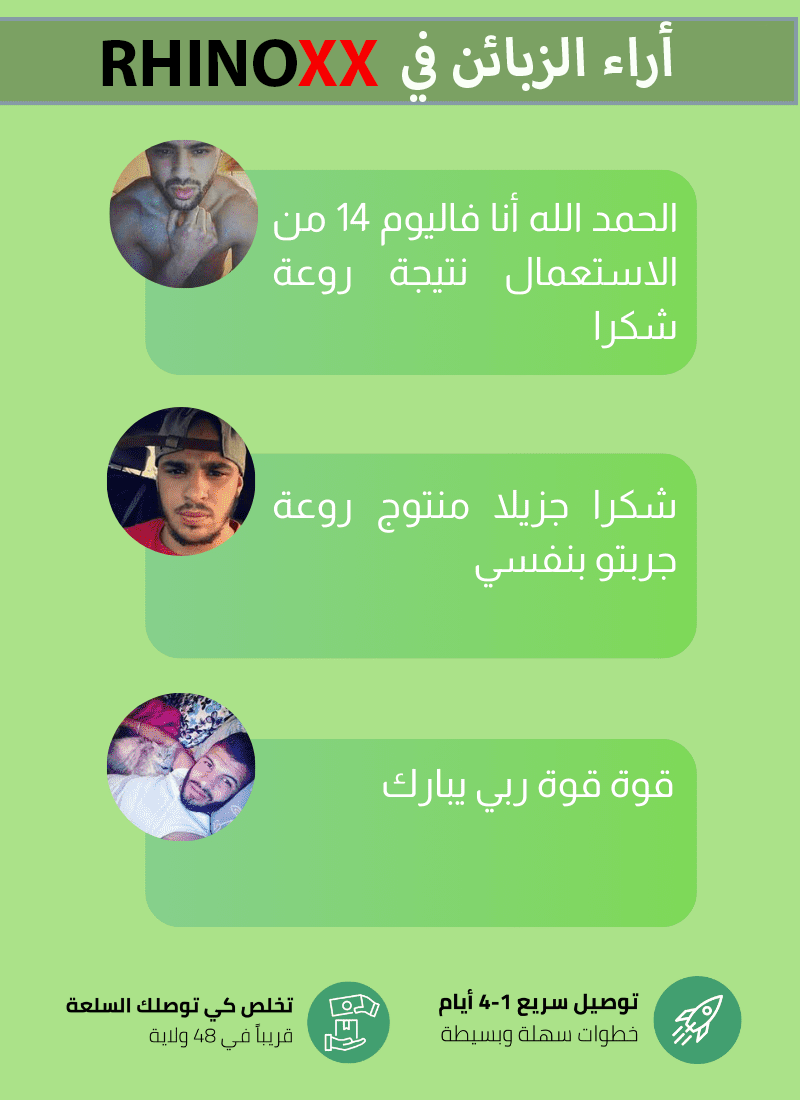 أراء الزبائن في RHINOXX
الحمد الله أنا فاليوم 14 من
الاستعمال نتيجة روعة
شكرا
شكرا جزيلا منتوج روعة
جربتو بنفسي
قوة قوة ربي يبارك
توصيل سريع 1-4 أيام
خطوات سهلة وبسيطة
تخلص كي توصلك السلعة
قريباً في 48 ولاية